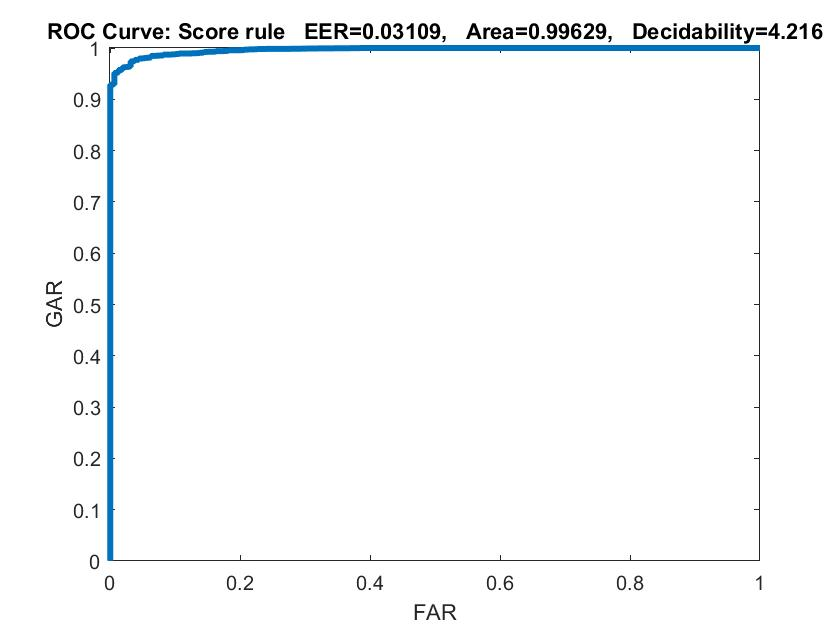 ROC Curve: Score rule   EER=0.03109,   Area=0.99629,   Decidability=4.216
1
0.9
0.8
0.7
0.6
0.5
0.4
0.3
0.2
0.1
0
GAR
0 0.2 0.4 0.6 0.8 1
FAR